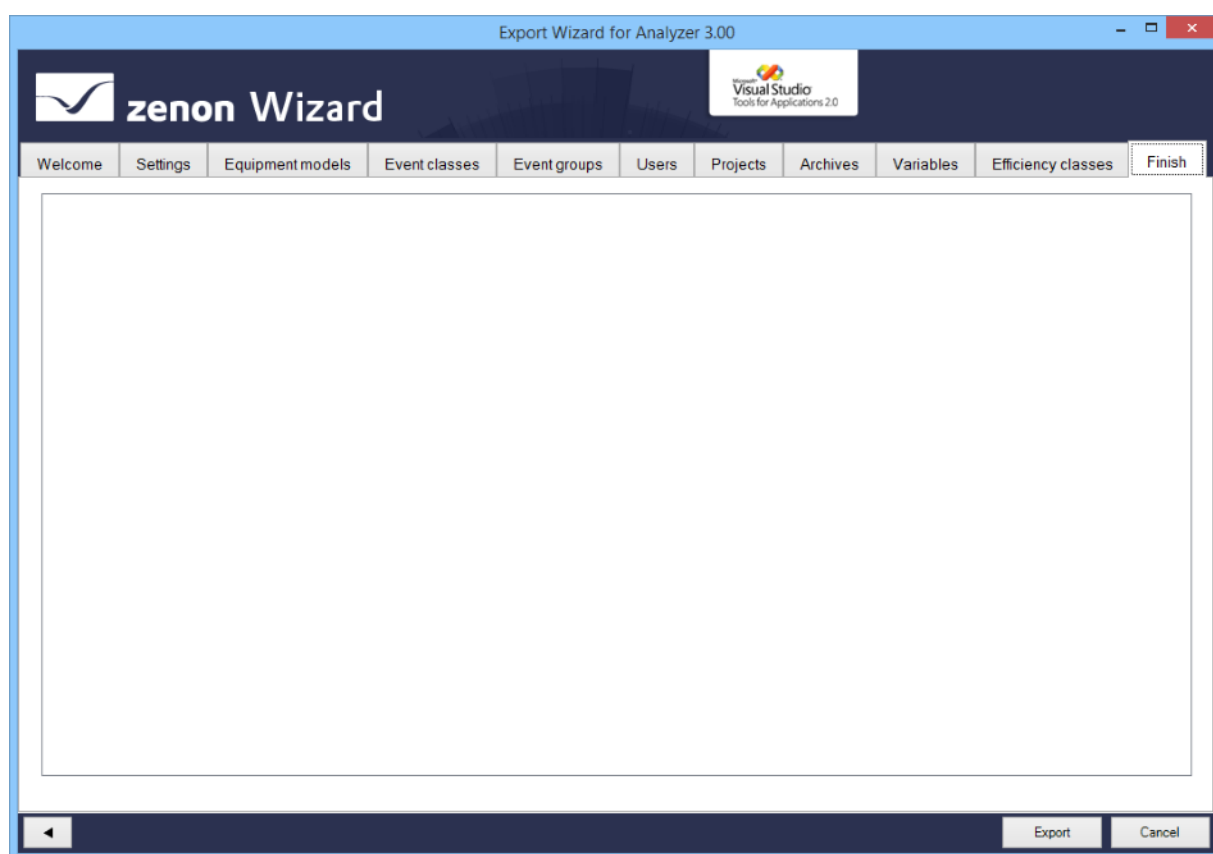 Export Wizard for Analyzer 3.00
zenon Wizard
Microsoft
Visual Studio
Tools for Applications 2.0
Welcome Settings Equipment models Event classes Event groups Users Projects Archives Variables Efficiency classes Finish
Export Cancel